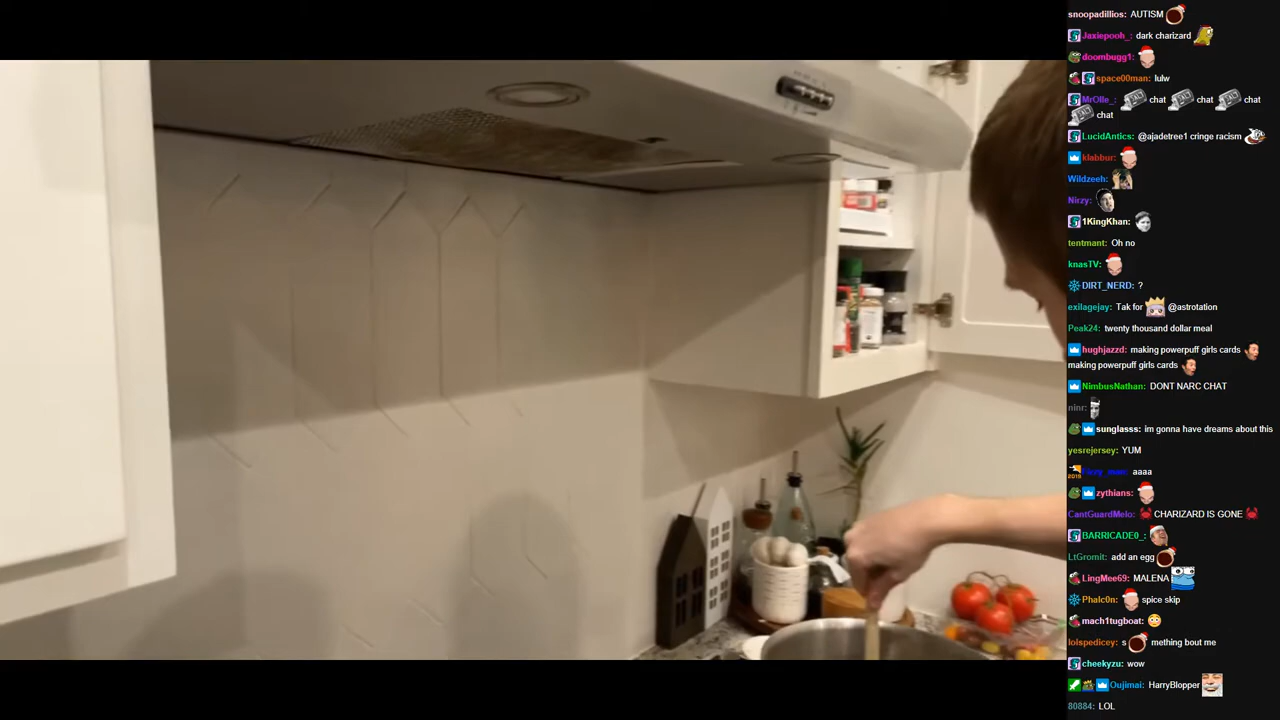 snoopadillios: AUTISM
Jaxiepooh_: dark charizard
doombugg1:
space00man: lulw
MrOlle_: chat chat chat
chat
LucidAntics: @ajadetree1 cringe racism
klabbur:
Wildzeeh:
Nirzy:
1KingKhan:
tentmant: Oh no
knasTV:
DIRT_NERD: ?
exilagejay: Tak for @astrotation
Peak24: twenty thousand dollar meal
hughjazzd: making powerpuff girls cards
making powerpuff girls cards
NimbusNathan: DONT NARC CHAT
ninr:
sunglasss: im gonna have dreams about this
yesrejersey: YUM
aaaa
zythians:
CantGuardMelo: CHARIZARD IS GONE
BARRICADE0_:
LtGromit: add an egg
LingMee69: MALENA
Phalc0n: spice skip
mach1tugboat:
lolspedicey: s mething bout me
cheekyzu: wow
Oujimai: HarryBlopper
80884: LOL